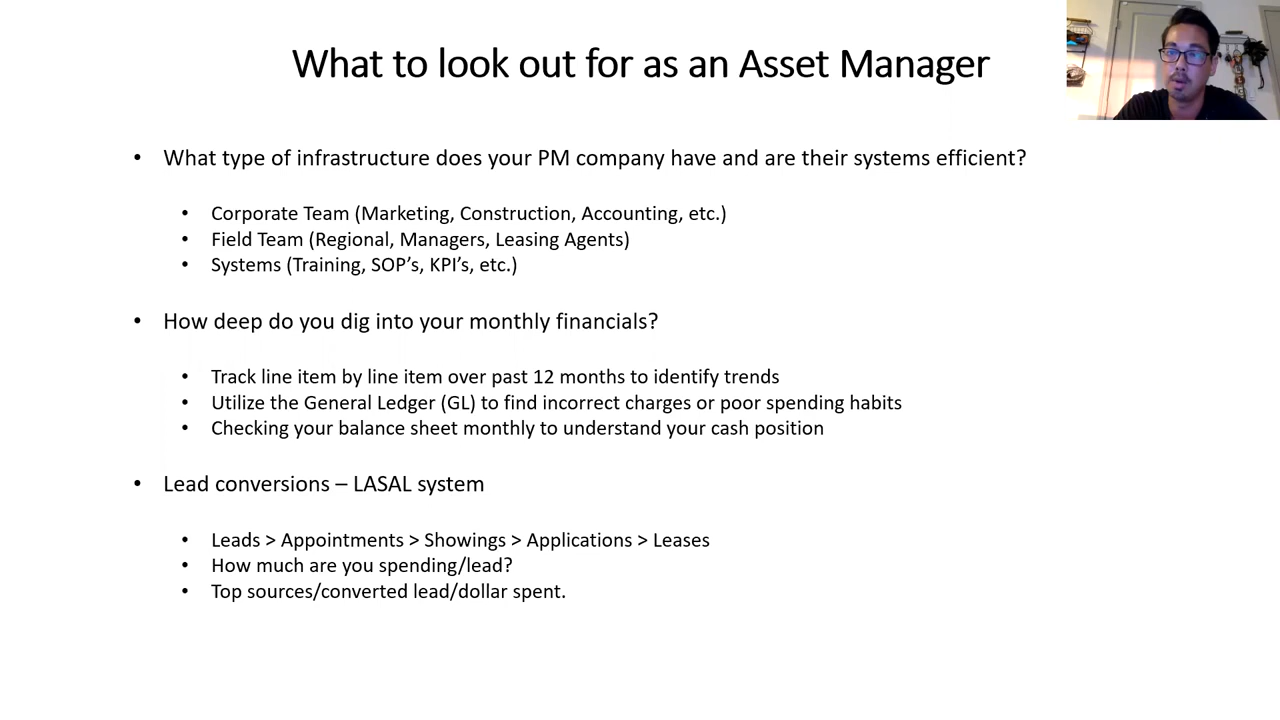 What to look out for as an Asset Manager
• What type of infrastructure does your PM company have and are their systems efficient?
• Corporate Team (Marketing, Construction, Accounting, etc.)
• Field Team (Regional, Managers, Leasing Agents)
• Systems (Training, SOP’s, KPI’s, etc.)
• How deep do you dig into your monthly financials?
• Track line item by line item over past 12 months to identify trends
• Utilize the General Ledger (GL) to find incorrect charges or poor spending habits
• Checking your balance sheet monthly to understand your cash position
• Lead conversions – LASAL system
• Leads > Appointments > Showings > Applications > Leases
• How much are you spending/lead?
• Top sources/converted lead/dollar spent.